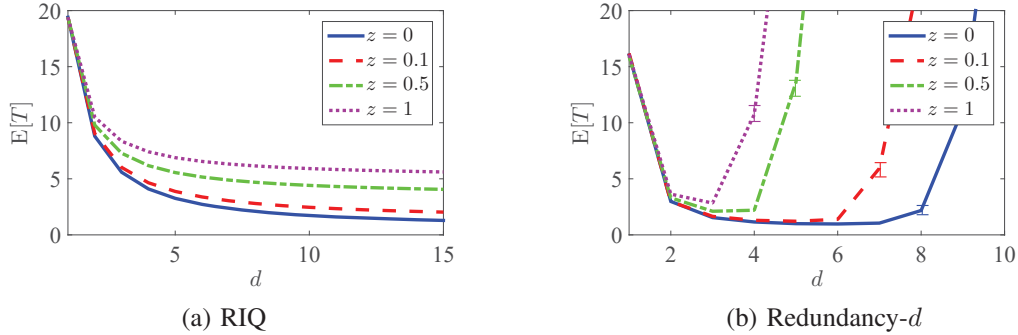 20
15
10
5
0
E[T]
5
10
15
d
z = 0
z = 0.1
z = 0.5
z = 1
(a) RIQ
20
15
10
5
0
E[T]
2
4
6
8
10
d
z = 0
z = 0.1
z = 0.5
z = 1
(b) Redundancy-d